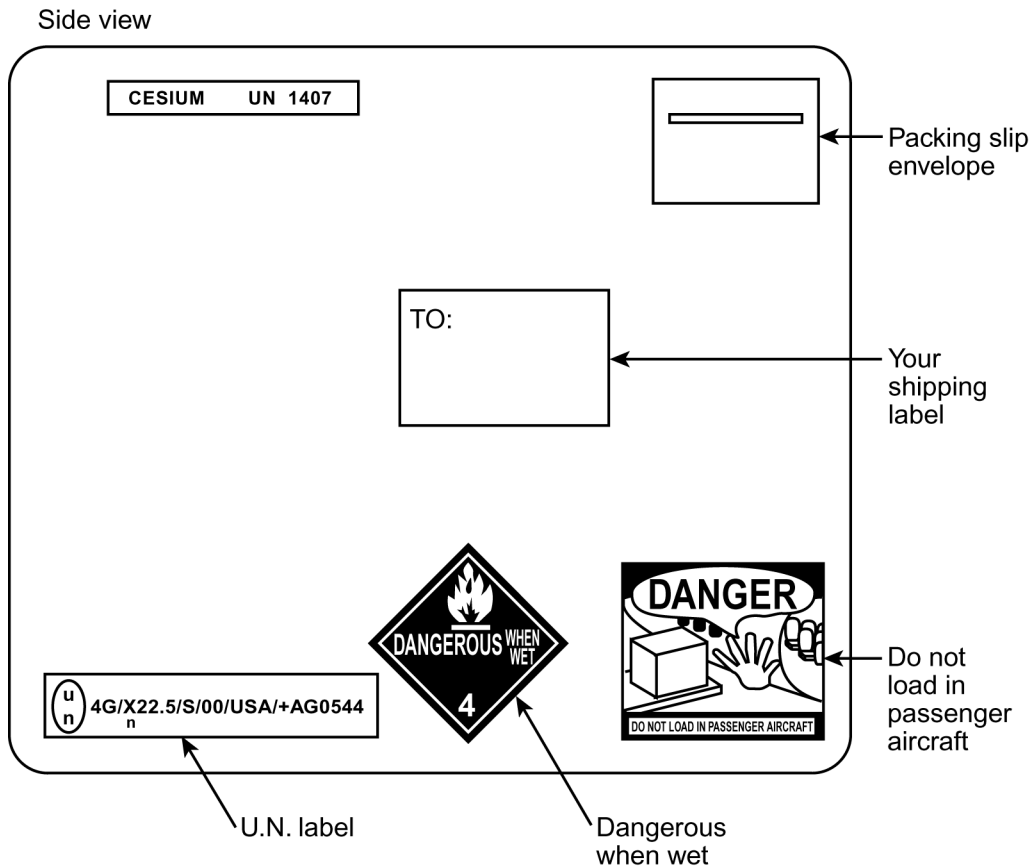 Side view
CESIUM UN 1407
Packing slip
envelope
TO:
Your
shipping
label
DANGER
DANGEROUS WHEN
WET
4
DO NOT LOAD IN PASSENGER AIRCRAFT
Do not
load in
passenger
aircraft
u
n
4G/X22.5/S/00/USA/+AG0544
n
U.N. label
Dangerous
when wet